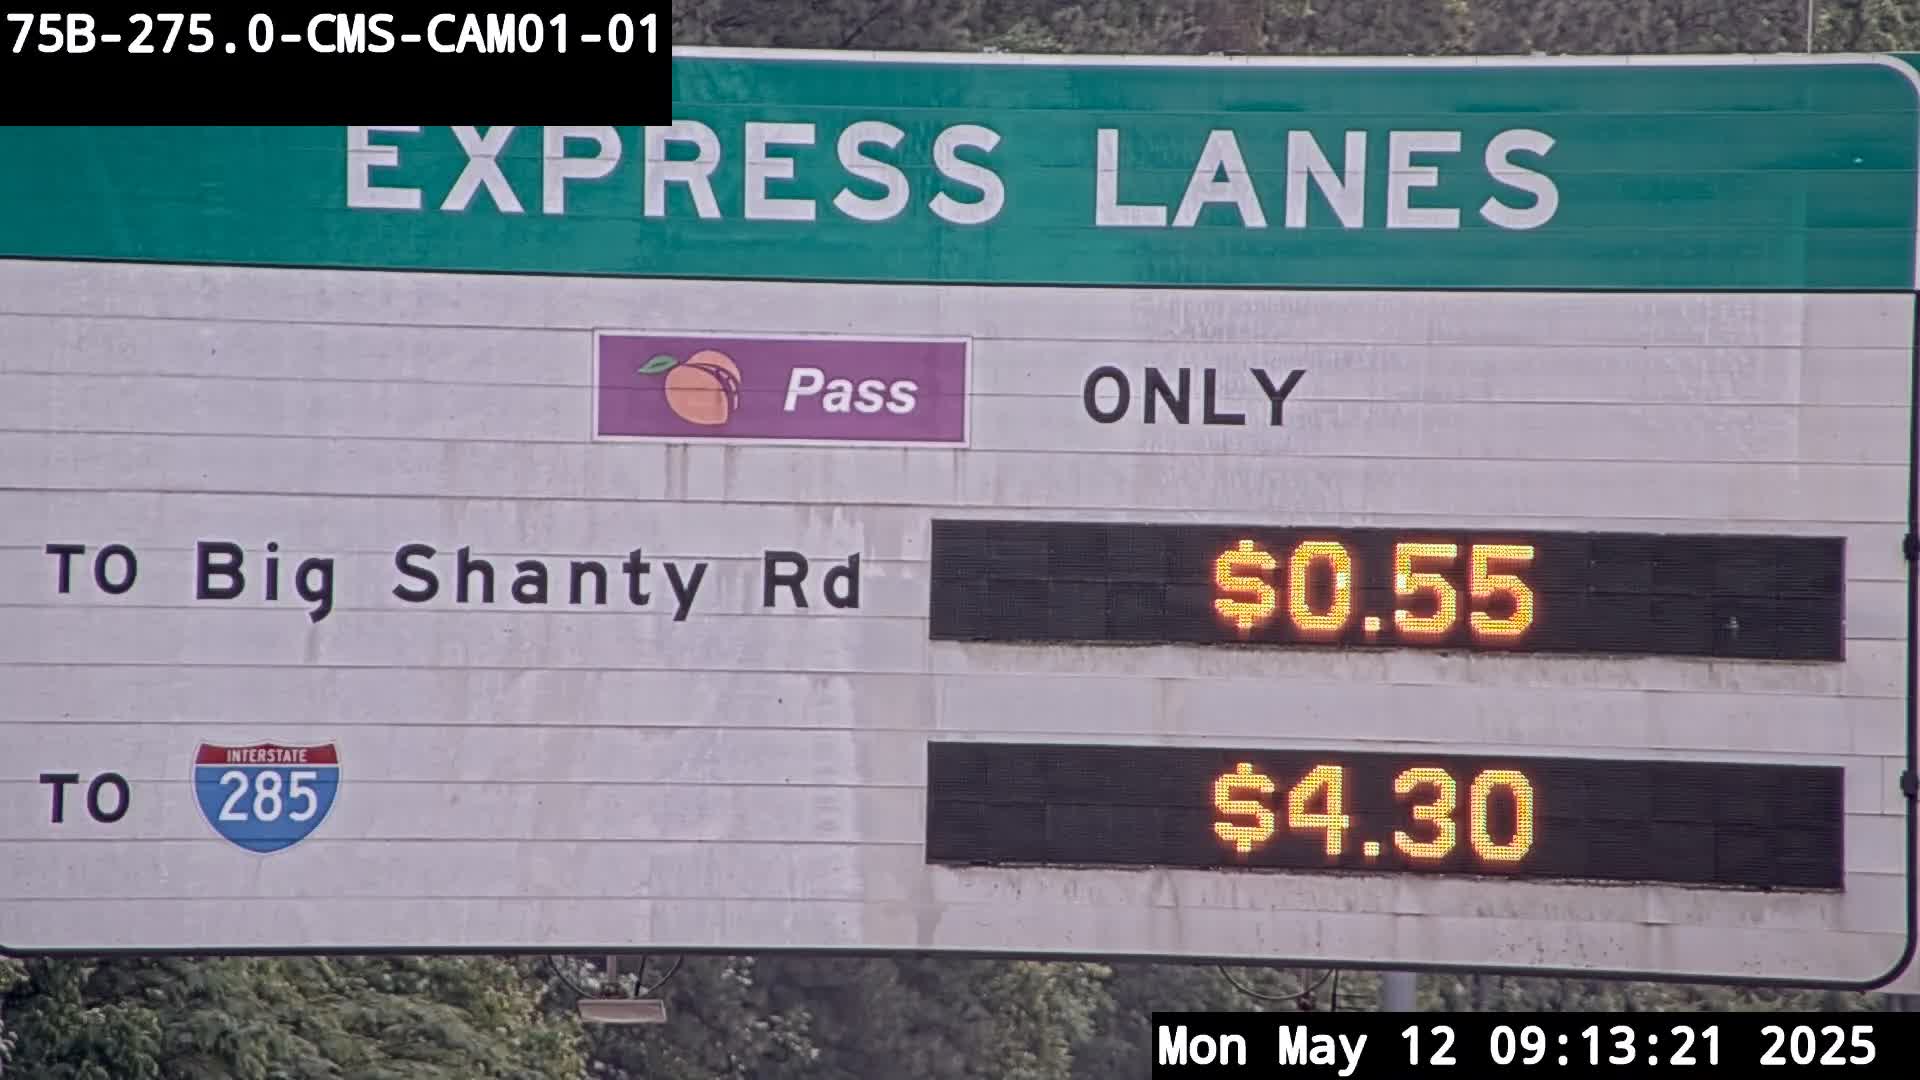 75B-275.0-CMS-CAM01-01
EXPRESS LANES
Pass ONLY
TO Big Shanty Rd $0.55
INTERSTATE
TO 285 $4.30
Mon May 12 09:13:21 2025